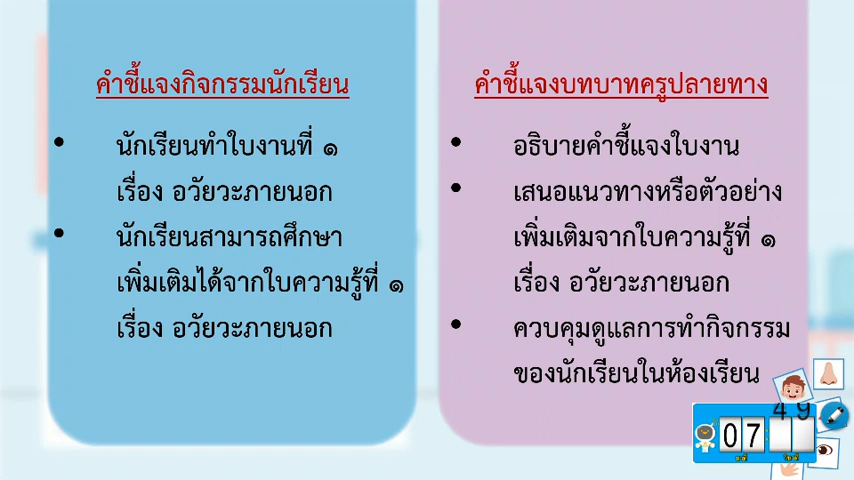 คำชี้แจงกิจกรรมนักเรียน
• นักเรียนทำใบงานที่ ๑
เรื่อง อวัยวะภายนอก
• นักเรียนสามารถศึกษา
เพิ่มเติมได้จากใบความรู้ที่ ๑
เรื่อง อวัยวะภายนอก
คำชี้แจงบทบาทครูปลายทาง
• อธิบายคำชี้แจงใบงาน
• เสนอแนวทางหรือตัวอย่าง
เพิ่มเติมจากใบความรู้ที่ ๑
เรื่อง อวัยวะภายนอก
• ควบคุมดูแลการทำกิจกรรม
ของนักเรียนในห้องเรียน
07 49